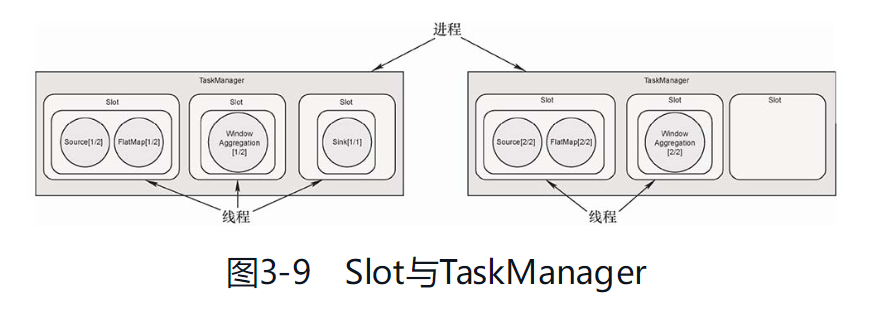 进程
TaskManager
TaskManager
Slot
Slot
Slot
Slot
Slot
Slot
Source[1/2]
FlatMap[1/2]
Window
Aggregation
[1/2]
Sink[1/1]
Source[2/2]
FlatMap[2/2]
Window
Aggregation
[2/2]
线程
线程
图3-9 Slot与TaskManager